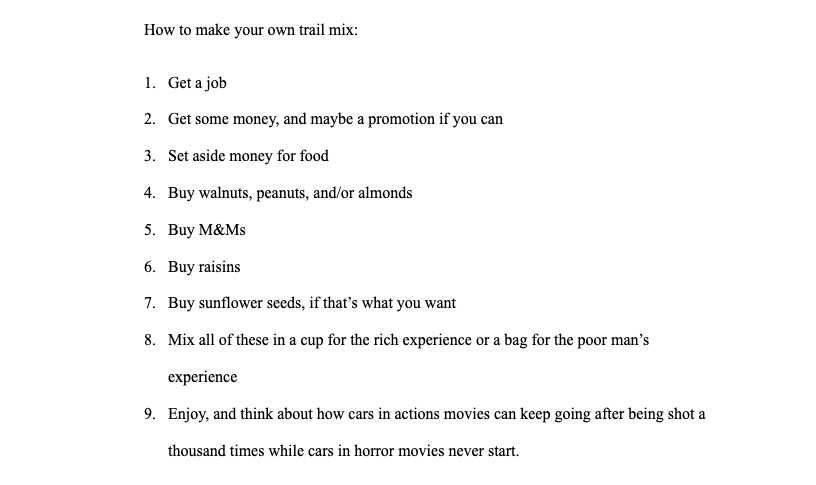 How to make your own trail mix:
1. Get a job
2. Get some money, and maybe a promotion if you can
3. Set aside money for food
4. Buy walnuts, peanuts, and/or almonds
5. Buy M&Ms
6. Buy raisins
7. Buy sunflower seeds, if that’s what you want
8. Mix all of these in a cup for the rich experience or a bag for the poor man’s
experience
9. Enjoy, and think about how cars in actions movies can keep going after being shot a
thousand times while cars in horror movies never start.